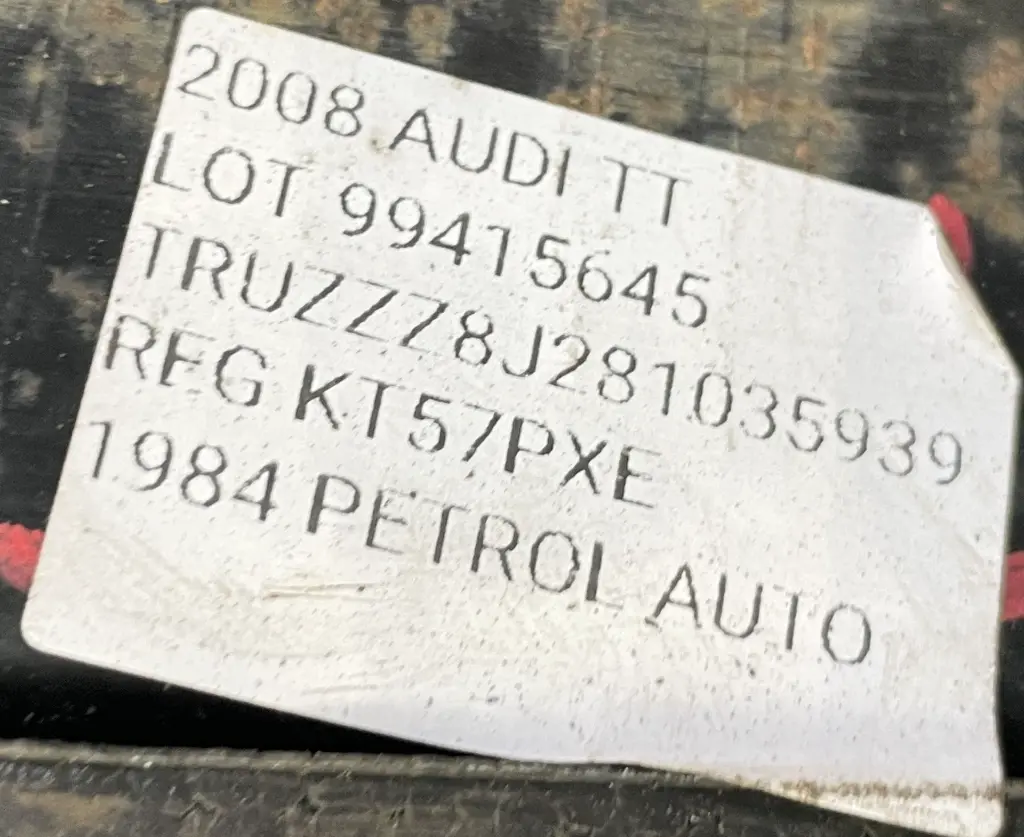 2008 AUDI TT
LOT 99415645
TRUZZZ8J281035939
REG KT57PXE
1984 PETROL AUTO